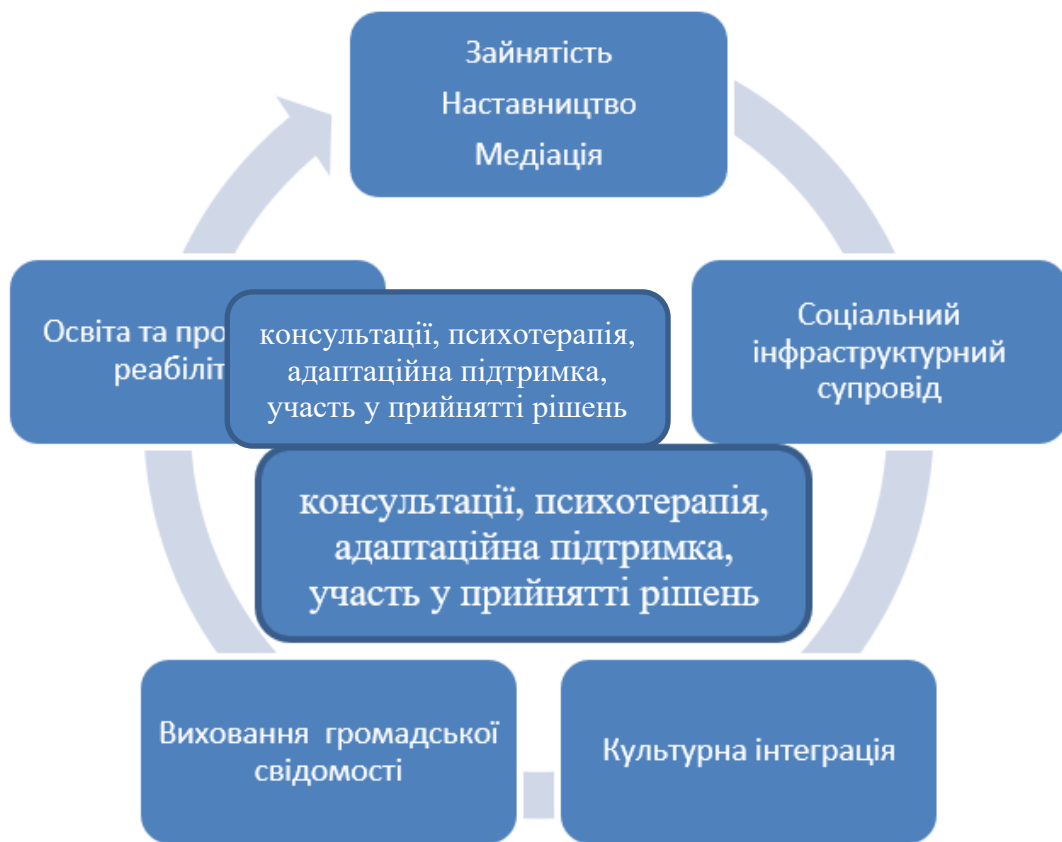 Зайнятість
Наставництво
Медіація
Освіта та про
реабіліт
консультації, психотерапія,
адаптаційна підтримка,
участь у прийнятті рішень
Соціальний
інфраструктурний
супровід
консультації, психотерапія,
адаптаційна підтримка,
участь у прийнятті рішень
Виховання громадської
свідомості
Культурна інтеграція